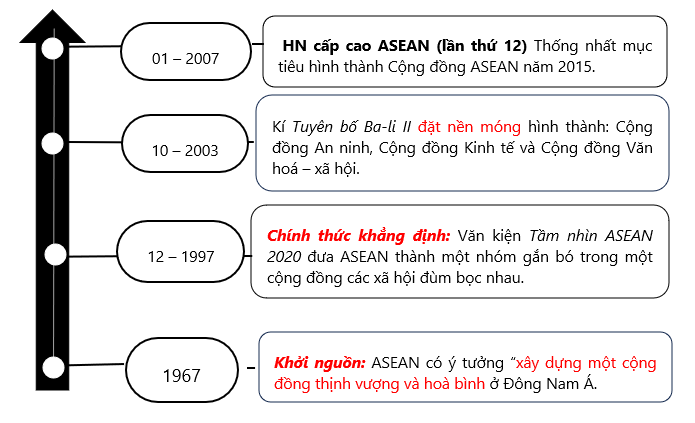 01 – 2007
HN cấp cao ASEAN (lần thứ 12) Thống nhất mục
tiêu hình thành Cộng đồng ASEAN năm 2015.
10 – 2003
Kí Tuyên bố Ba-li II đặt nền móng hình thành: Cộng
đồng An ninh, Cộng đồng Kinh tế và Cộng đồng Văn
hoá – xã hội.
12 – 1997
Chính thức khẳng định: Văn kiện Tầm nhìn ASEAN
2020 đưa ASEAN thành một nhóm gắn bó trong một
cộng đồng các xã hội đùm bọc nhau.
1967
Khởi nguồn: ASEAN có ý tưởng “xây dựng một cộng
đồng thịnh vượng và hoà bình ở Đông Nam Á.